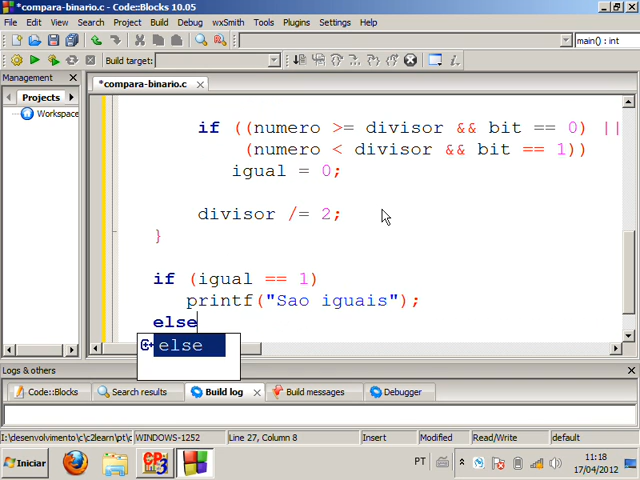 *compara-binario.c - Code::Blocks 10.05
File Edit View Search Project Build Debug wxSmith Tools Plugins Settings Help
main() : int
Build target:
Management
*compara-binario.c
Projects
Workspace
if ((numero >= divisor && bit == 0) ||
(numero < divisor && bit == 1))
igual = 0;
divisor /= 2;
}
if (igual == 1)
printf("Sao iguais");
else
else
Logs & others
Code::Blocks Search results Build log Build messages Debugger
I:\desenvolvimento\c\c2learn\pt\c WINDOWS-1252 Line 27, Column 8 Insert Modified Read/Write default
Iniciar PT 11:18
17/04/2012